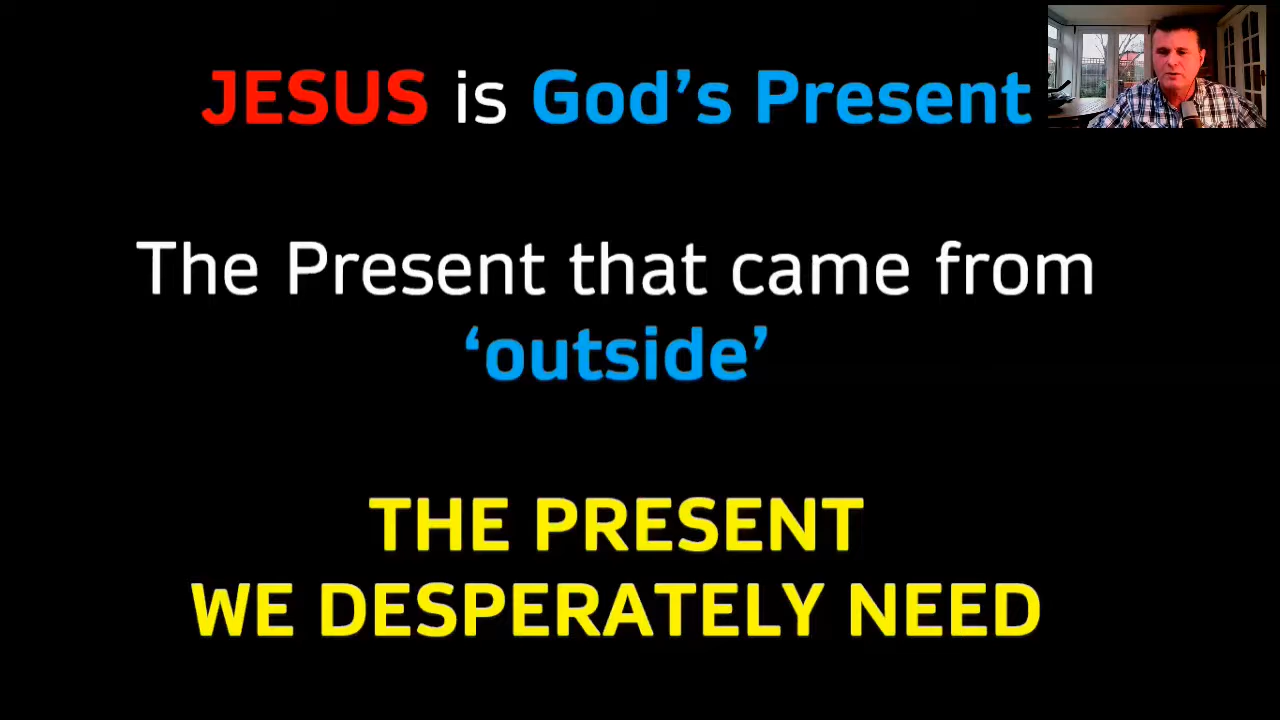 JESUS is God’s Present
The Present that came from
‘outside’
THE PRESENT
WE DESPERATELY NEED